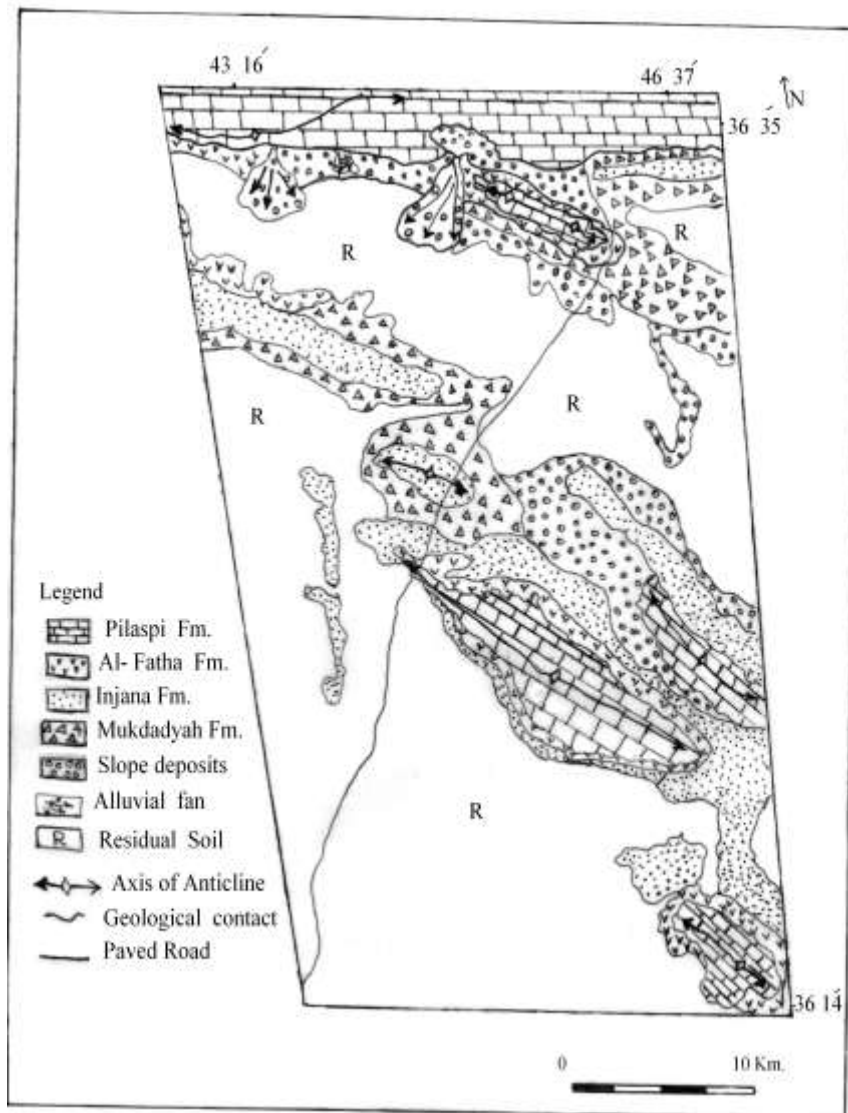 43 16′
46 37′
N
36 35′
R
R
R
R
R
Legend
Pilaspi Fm.
Al- Fatha Fm.
Injana Fm.
Mukdadyah Fm.
Slope deposits
Alluvial fan
R Residual Soil
Axis of Anticline
Geological contact
Paved Road
36 14′
0 10 Km.